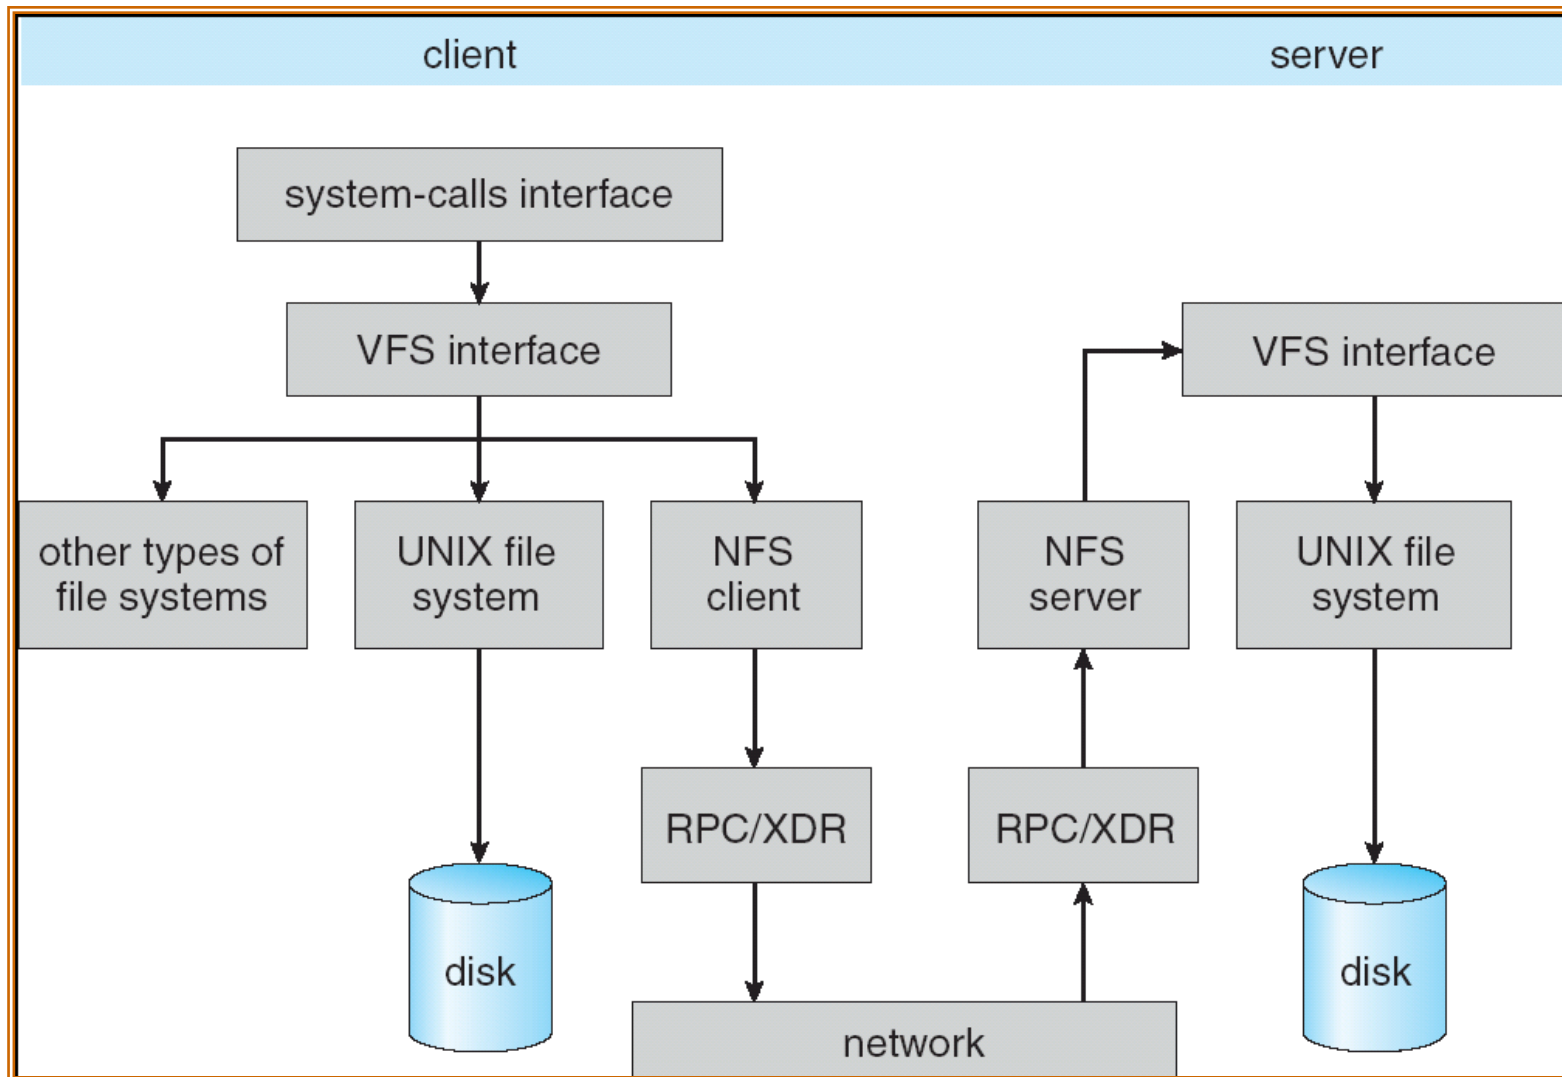 client
server
system-calls interface
VFS interface
VFS interface
other types of
file systems
UNIX file
system
NFS
client
NFS
server
UNIX file
system
RPC/XDR
RPC/XDR
disk
disk
network